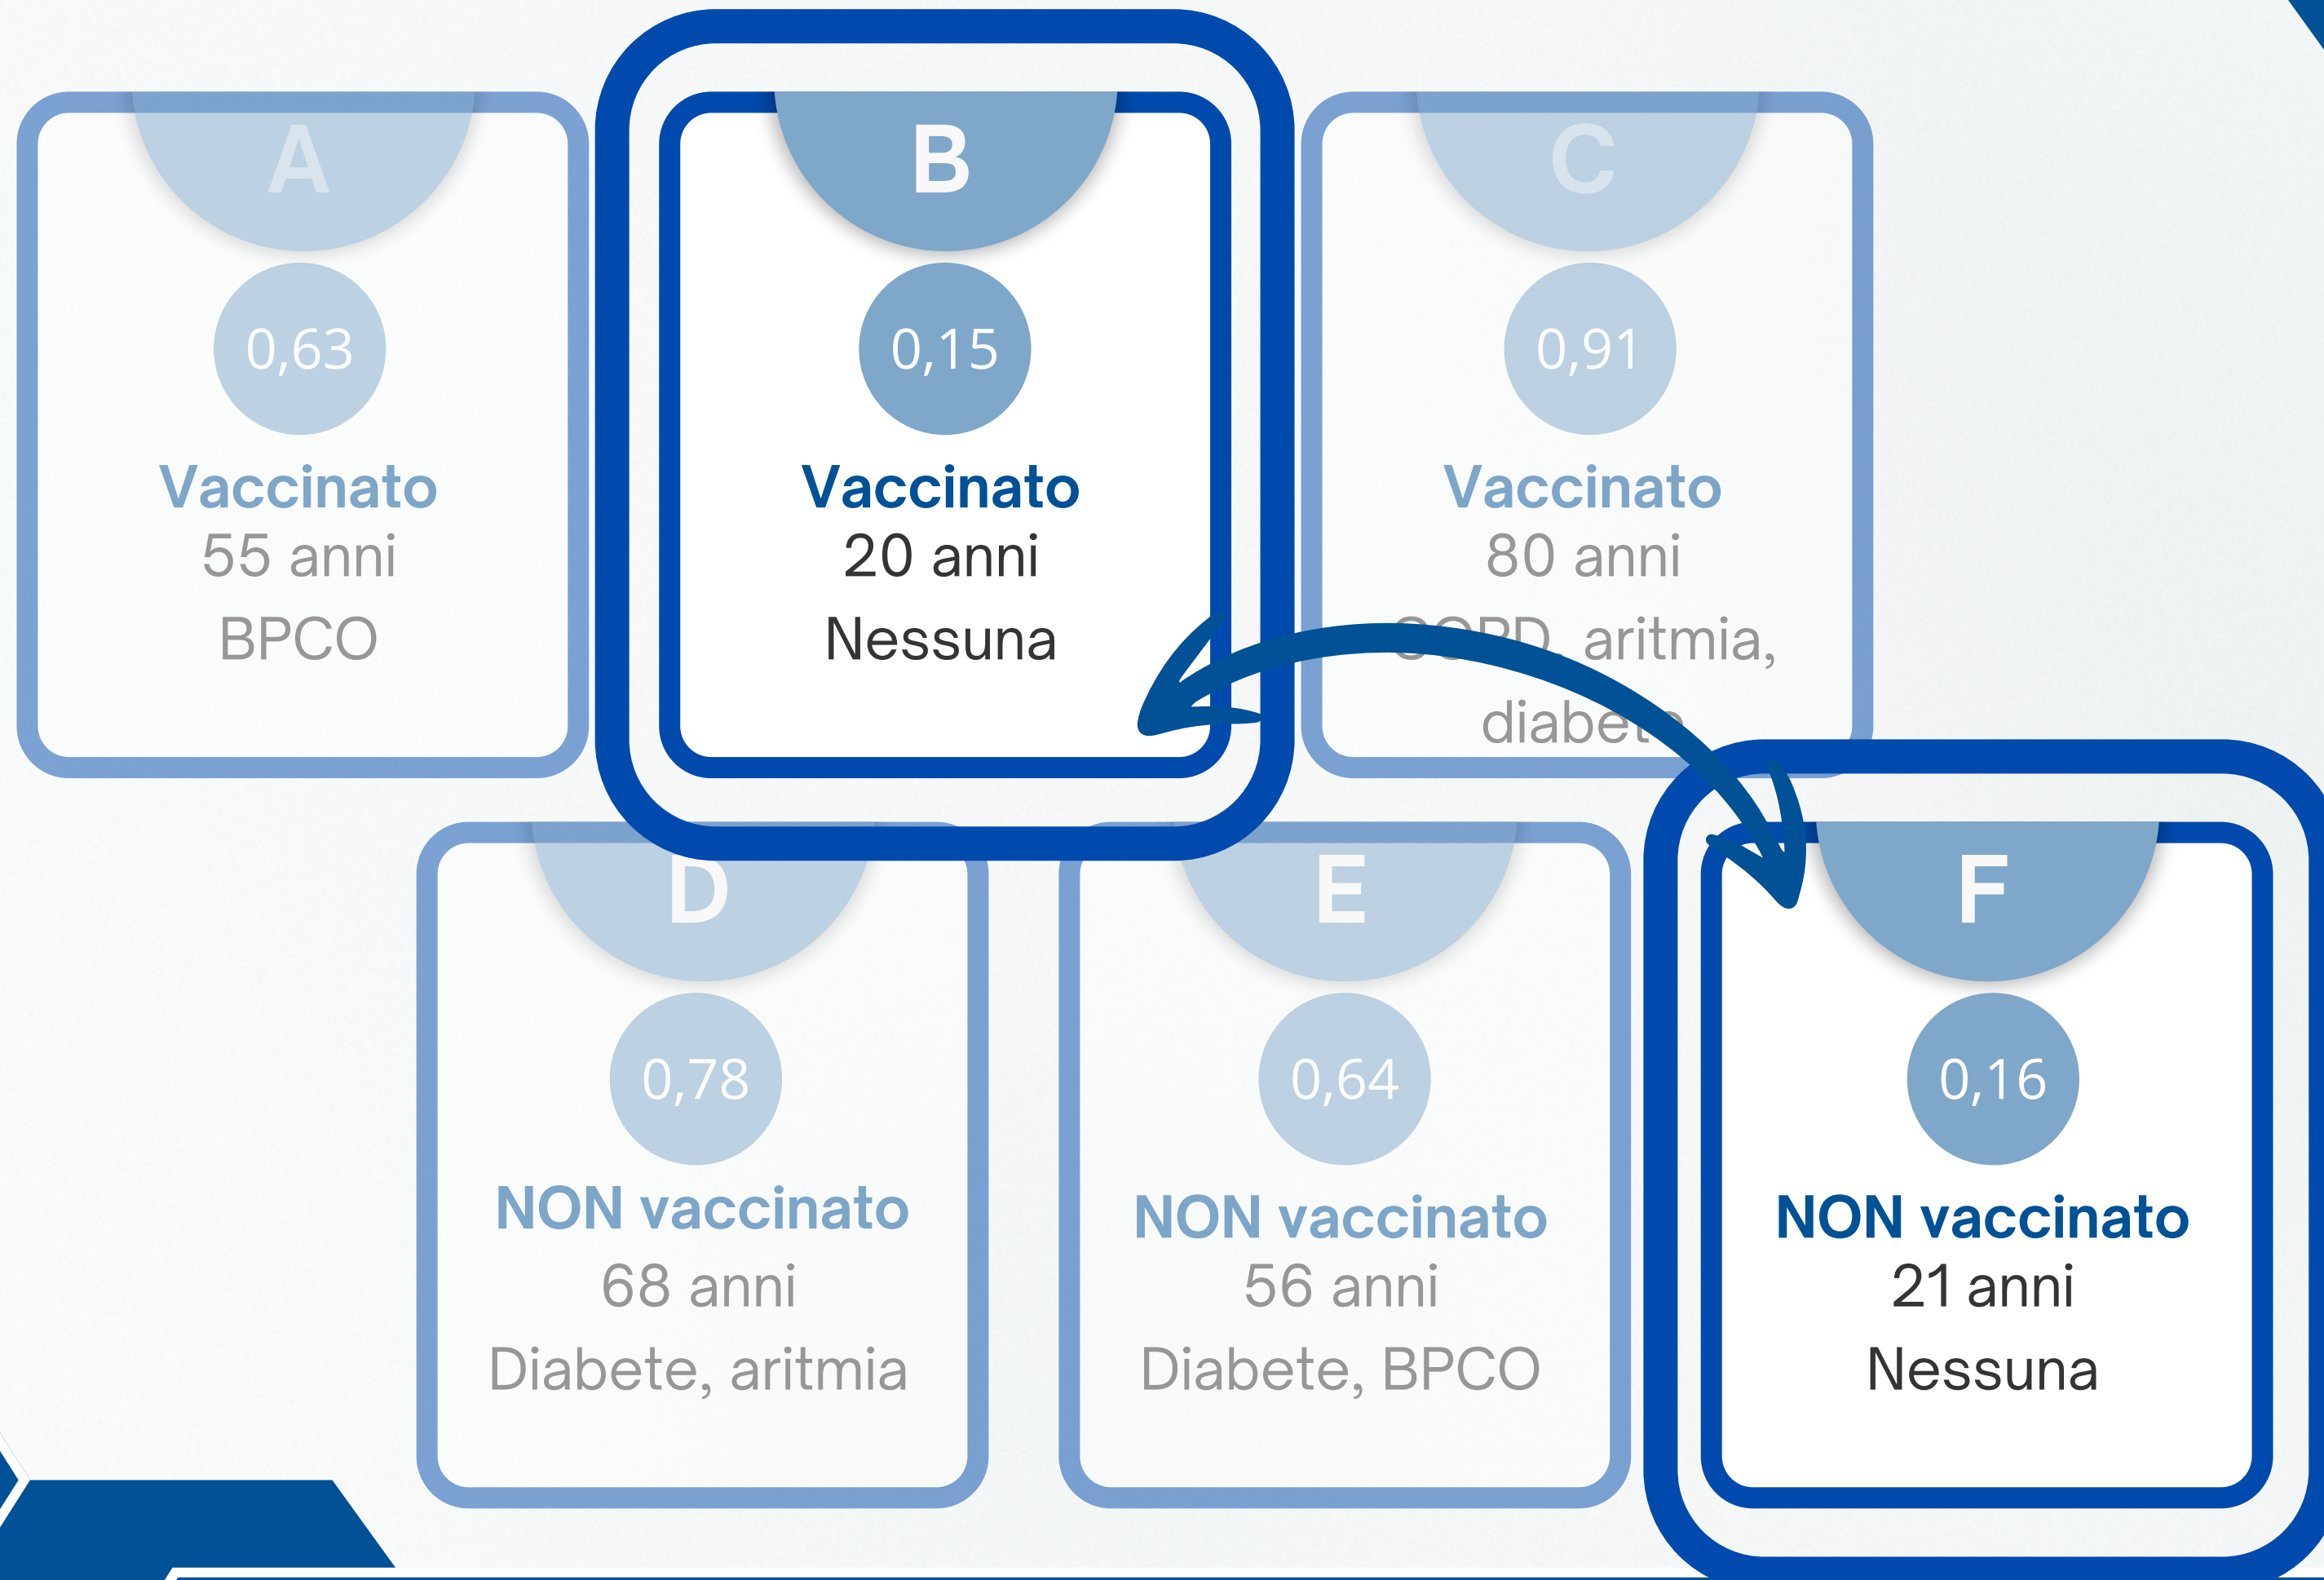 A
0,63
Vaccinato
55 anni
BPCO
B
0,15
Vaccinato
20 anni
Nessuna
C
0,91
Vaccinato
80 anni
COPD, aritmia,
diabete
D
0,78
NON vaccinato
68 anni
Diabete, aritmia
E
0,64
NON vaccinato
56 anni
Diabete, BPCO
F
0,16
NON vaccinato
21 anni
Nessuna